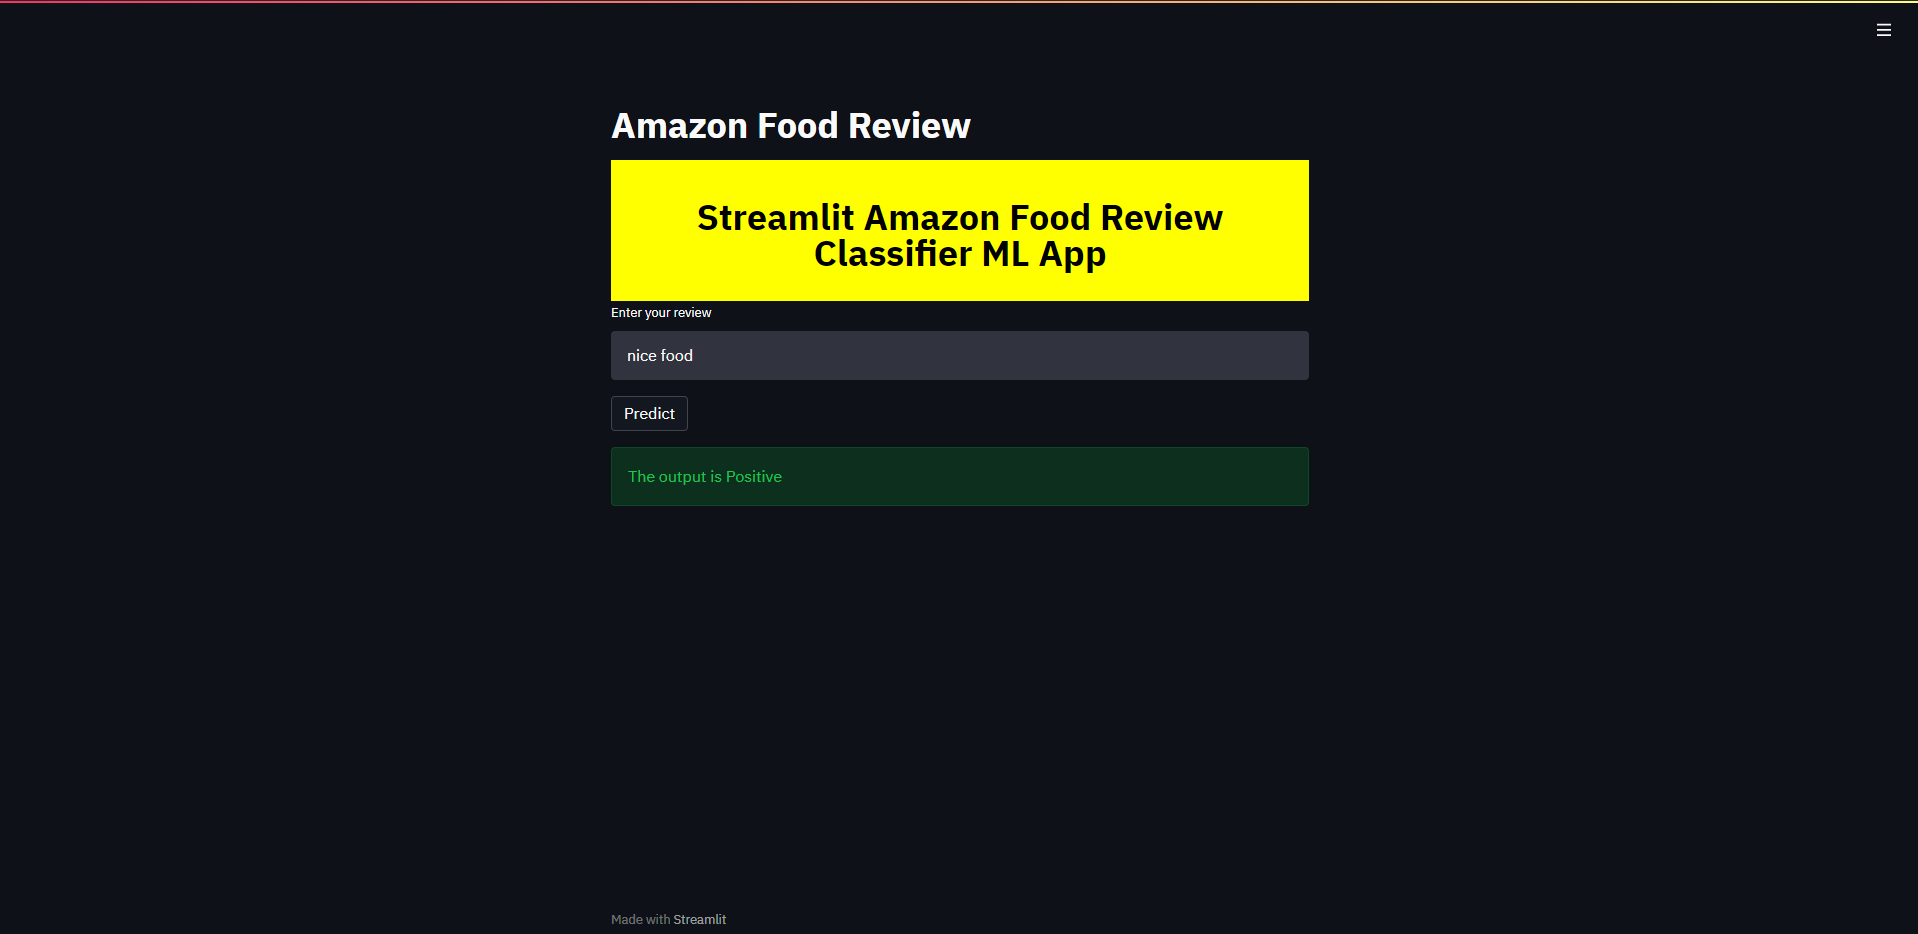 Amazon Food Review
Streamlit Amazon Food Review
Classifier ML App
Enter your review
nice food
Predict
The output is Positive
Made with Streamlit